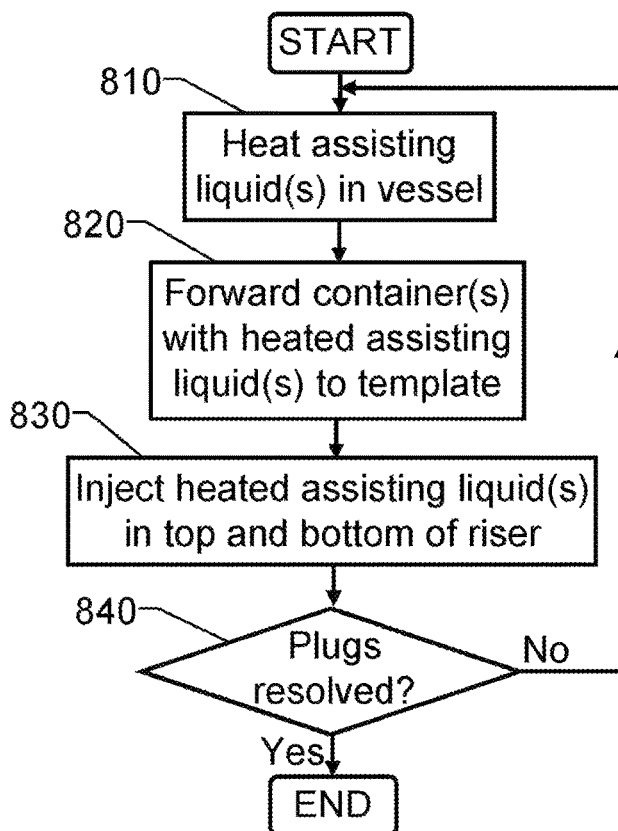 START
810
Heat assisting
liquid(s) in vessel
820
Forward container(s)
with heated assisting
liquid(s) to template
830
Inject heated assisting liquid(s)
in top and bottom of riser
840
Plugs
resolved?
No
Yes
END